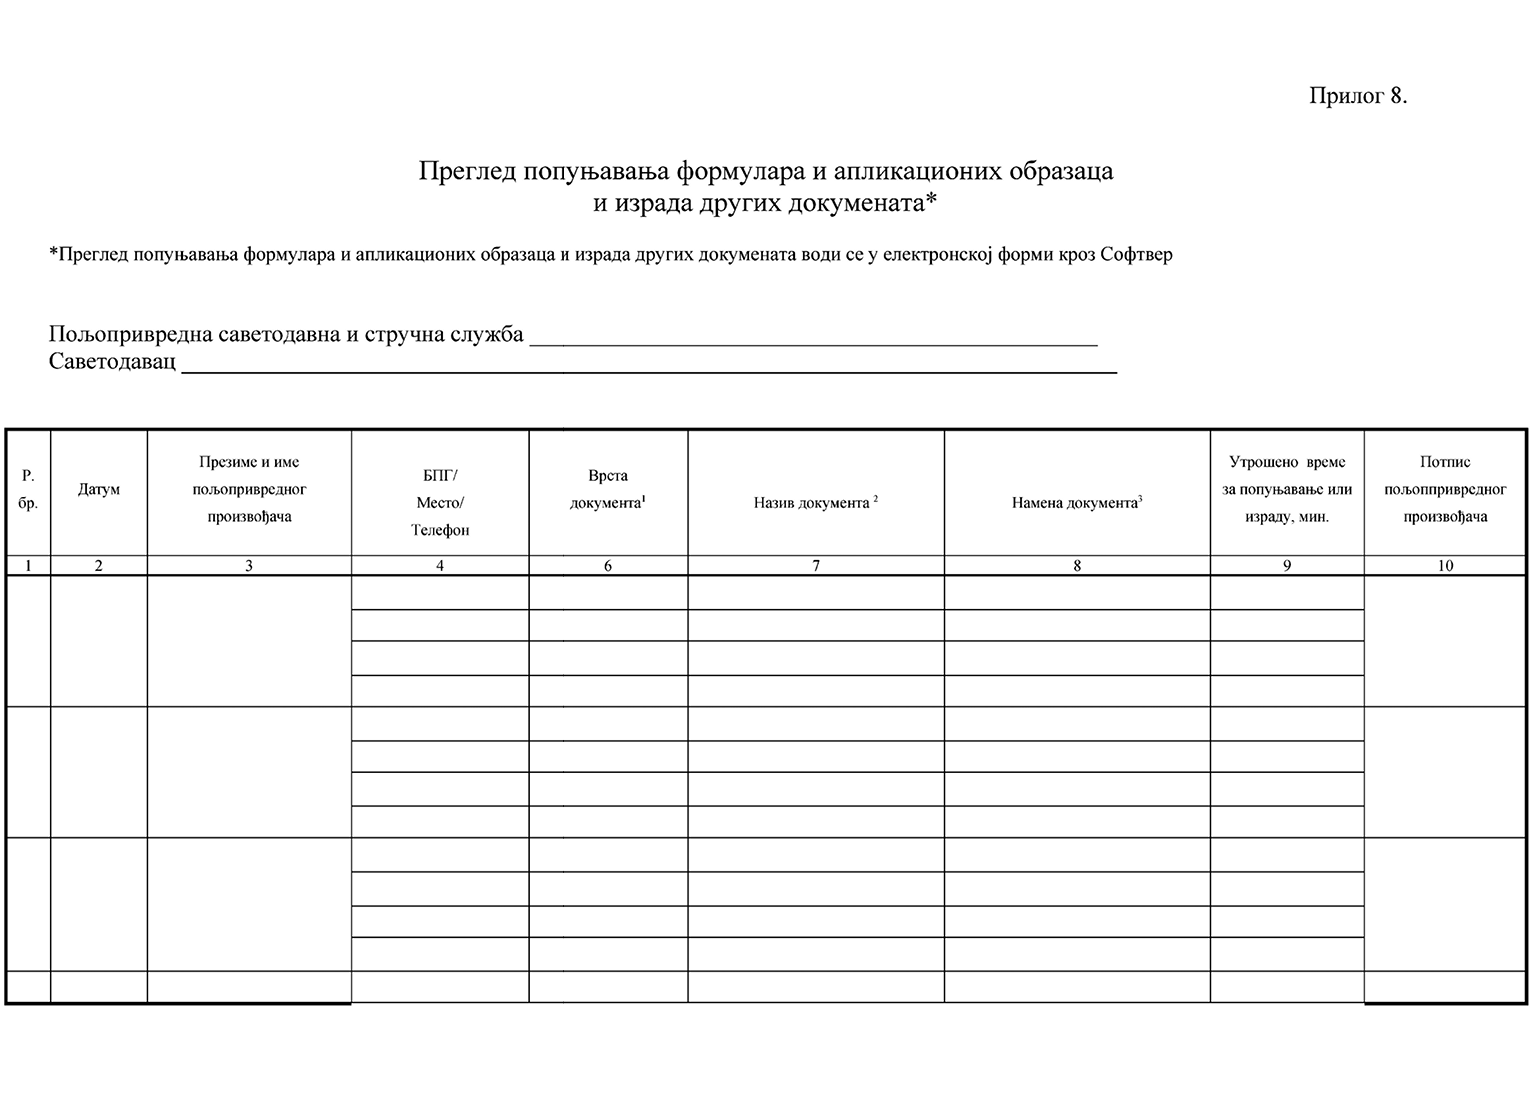 Прилог 8.
Преглед попуњавања формулара и апликационих образаца
и израда других докумената*
*Преглед попуњавања формулара и апликационих образаца и израда других докумената води се у електронској форми кроз Софтвер
Пољопривредна саветодавна и стручна служба
Саветодавац
Р.
бр.
Датум
Презиме и име
пољопривредног
произвођача
БПГ/
Место/
Телефон
Врста
документа¹
Назив документа ²
Намена документа³
Утрошено време
за попуњавање или
израду, мин.
Потпис
пољоппривредног
произвођача
1 2 3 4 6 7 8 9 10